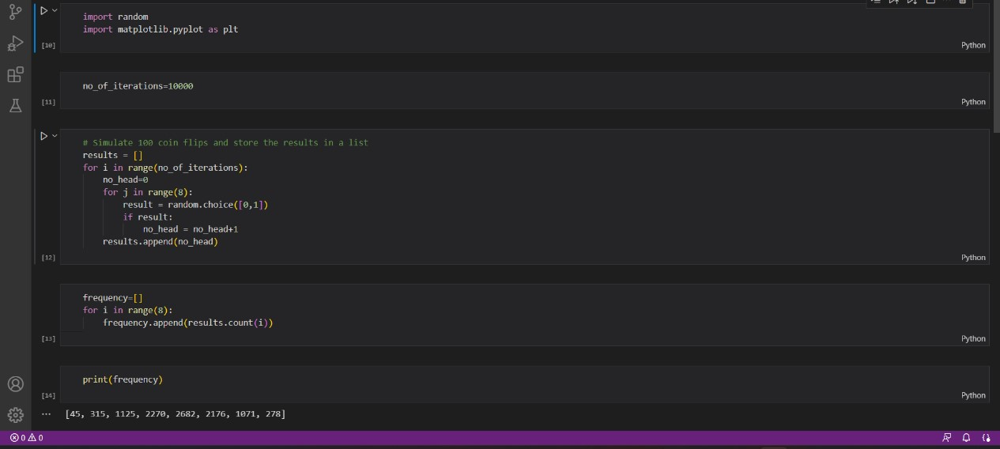 import random
import matplotlib.pyplot as plt
[10]
Python
no_of_iterations=10000
[11]
Python
# Simulate 100 coin flips and store the results in a list
results = []
for i in range(no_of_iterations):
    no_head=0
    for j in range(8):
        result = random.choice([0,1])
        if result:
            no_head = no_head+1
    results.append(no_head)
[12]
Python
frequency=[]
for i in range(8):
    frequency.append(results.count(i))
[13]
Python
print(frequency)
[14]
Python
... [45, 315, 1125, 2270, 2682, 2176, 1071, 278]
0 0